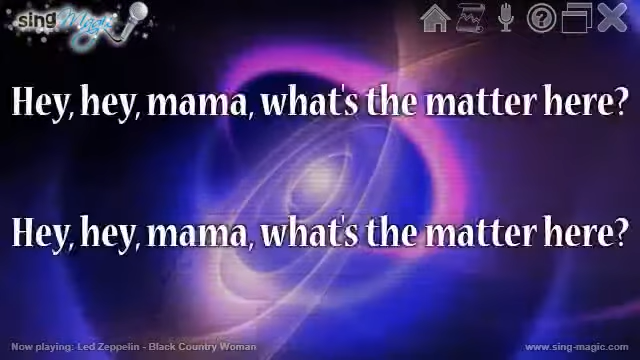 sing Magic
Hey, hey, mama, what's the matter here?
Hey, hey, mama, what's the matter here?
Now playing: Led Zeppelin - Black Country Woman
www.sing-magic.com